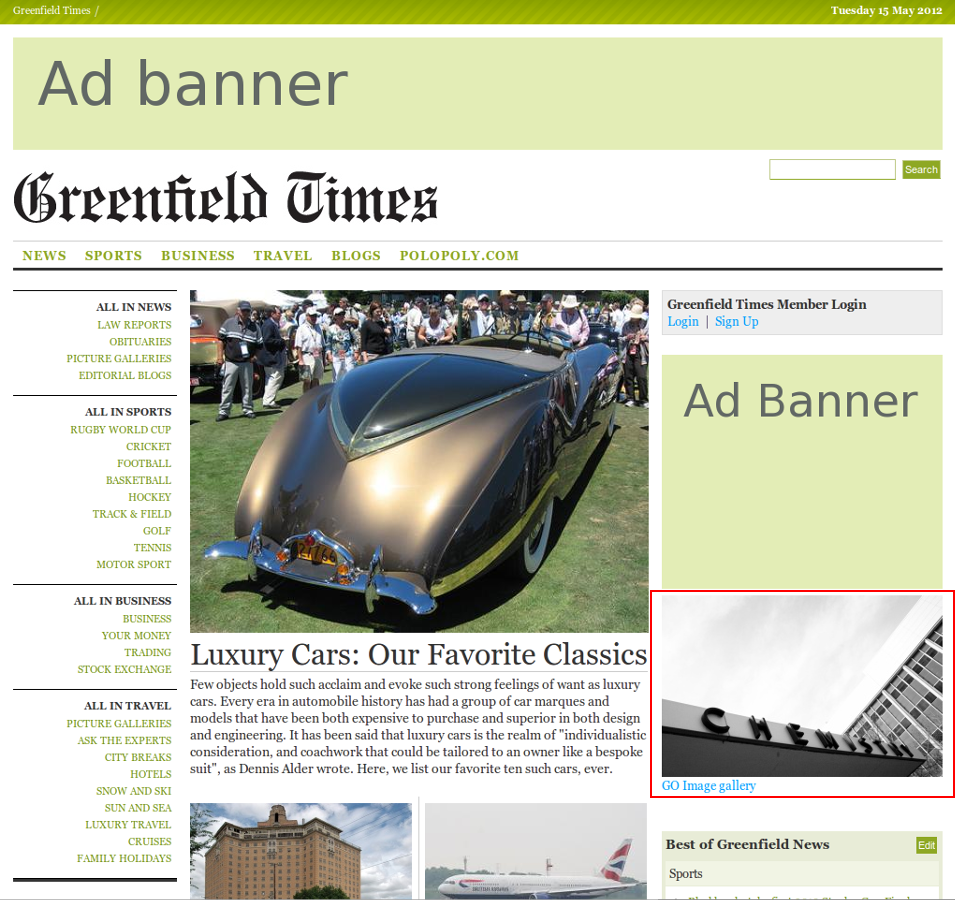 Greenfield Times /
Tuesday 15 May 2012
Ad banner
Search
Greenfield Times
NEWS SPORTS BUSINESS TRAVEL BLOGS POLOPOLY.COM
ALL IN NEWS
LAW REPORTS
OBITUARIES
PICTURE GALLERIES
EDITORIAL BLOGS
ALL IN SPORTS
RUGBY WORLD CUP
CRICKET
FOOTBALL
BASKETBALL
HOCKEY
TRACK & FIELD
GOLF
TENNIS
MOTOR SPORT
ALL IN BUSINESS
BUSINESS
YOUR MONEY
TRADING
STOCK EXCHANGE
ALL IN TRAVEL
PICTURE GALLERIES
ASK THE EXPERTS
CITY BREAKS
HOTELS
SNOW AND SKI
SUN AND SEA
LUXURY TRAVEL
CRUISES
FAMILY HOLIDAYS
Luxury Cars: Our Favorite Classics
Few objects hold such acclaim and evoke such strong feelings of want as luxury
cars. Every era in automobile history has had a group of car marques and
models that have been both expensive to purchase and superior in both design
and engineering. It has been said that luxury cars is the realm of "individualistic
consideration, and coachwork that could be tailored to an owner like a bespoke
suit", as Dennis Alder wrote. Here, we list our favorite ten such cars, ever.
BRITISH AIRWAYS
Greenfield Times Member Login
Login | Sign Up
Ad Banner
CHEMISTRY
GO Image gallery
Best of Greenfield News
Edit
Sports